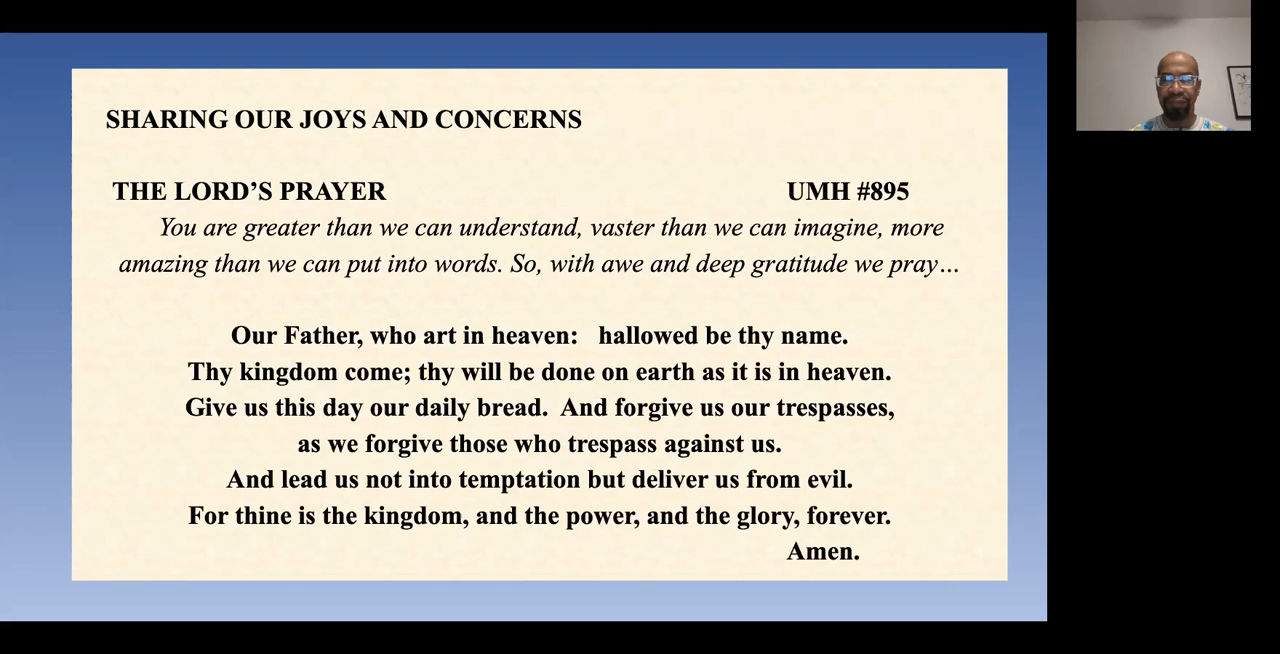 SHARING OUR JOYS AND CONCERNS
THE LORD’S PRAYER UMH #895
You are greater than we can understand, vaster than we can imagine, more
amazing than we can put into words. So, with awe and deep gratitude we pray…
Our Father, who art in heaven: hallowed be thy name.
Thy kingdom come; thy will be done on earth as it is in heaven.
Give us this day our daily bread. And forgive us our trespasses,
as we forgive those who trespass against us.
And lead us not into temptation but deliver us from evil.
For thine is the kingdom, and the power, and the glory, forever.
Amen.